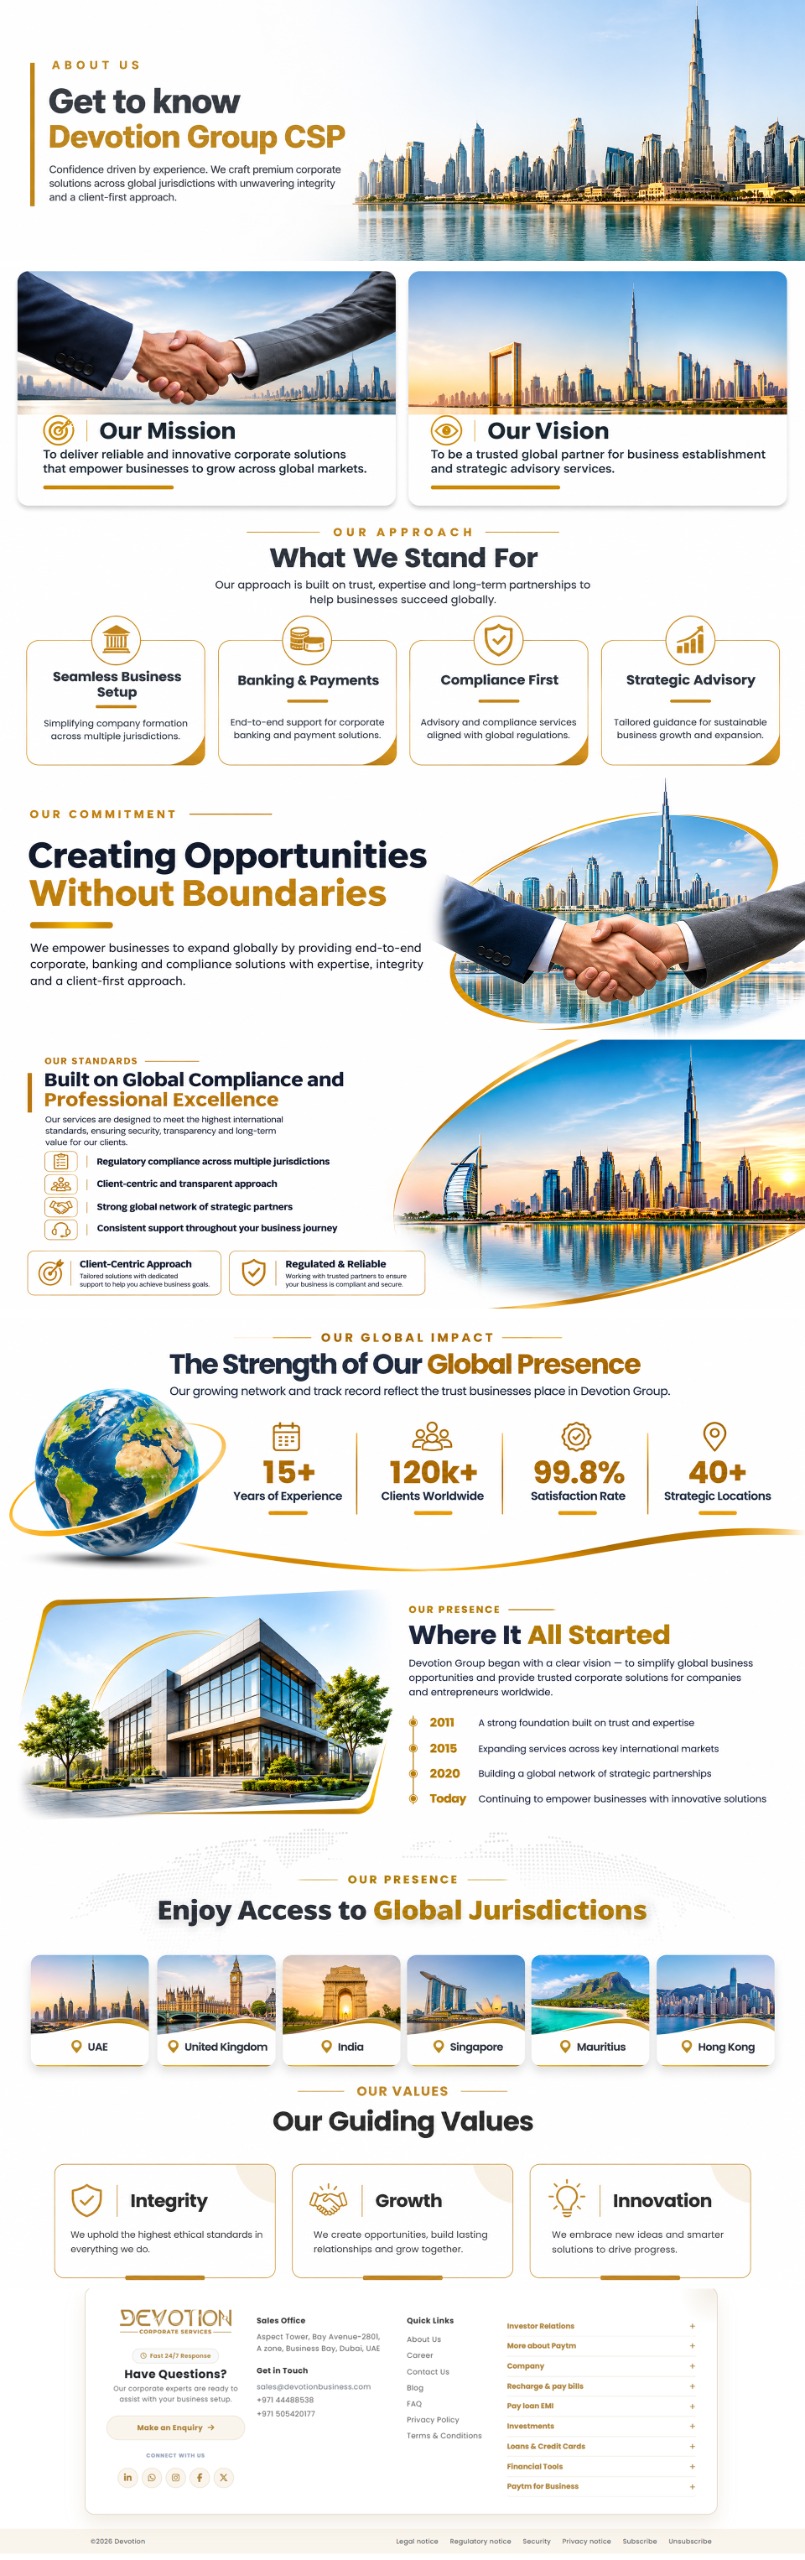 ABOUT US
Get to know
Devotion Group CSP
Confidence driven by experience. We craft premium corporate
solutions across global jurisdictions with unwavering integrity
and a client-first approach.
Our Mission
To deliver reliable and innovative corporate solutions
that empower businesses to grow across global markets.
Our Vision
To be a trusted global partner for business establishment
and strategic advisory services.
OUR APPROACH
What We Stand For
Our approach is built on trust, expertise and long-term partnerships to
help businesses succeed globally.
Seamless Business
Setup
Simplifying company formation
across multiple jurisdictions.
Banking & Payments
End-to-end support for corporate
banking and payment solutions.
Compliance First
Advisory and compliance services
aligned with global regulations.
Strategic Advisory
Tailored guidance for sustainable
business growth and expansion.
OUR COMMITMENT
Creating Opportunities
Without Boundaries
We empower businesses to expand globally by providing end-to-end
corporate, banking and compliance solutions with expertise, integrity
and a client-first approach.
OUR STANDARDS
Built on Global Compliance and
Professional Excellence
Our services are designed to meet the highest international
standards, ensuring security, transparency and long-term
value for our clients.
Regulatory compliance across multiple jurisdictions
Client-centric and transparent approach
Strong global network of strategic partners
Consistent support throughout your business journey
Client-Centric Approach
Tailored solutions with dedicated
support to help you achieve business goals.
Regulated & Reliable
Working with trusted partners to ensure
your business is compliant and secure.
OUR GLOBAL IMPACT
The Strength of Our Global Presence
Our growing network and track record reflect the trust businesses place in Devotion Group.
15+
Years of Experience
120k+
Clients Worldwide
99.8%
Satisfaction Rate
40+
Strategic Locations
OUR PRESENCE
Where It All Started
Devotion Group began with a clear vision — to simplify global business
opportunities and provide trusted corporate solutions for companies
and entrepreneurs worldwide.
2011 A strong foundation built on trust and expertise
2015 Expanding services across key international markets
2020 Building a global network of strategic partnerships
Today Continuing to empower businesses with innovative solutions
OUR PRESENCE
Enjoy Access to Global Jurisdictions
UAE
United Kingdom
India
Singapore
Mauritius
Hong Kong
OUR VALUES
Our Guiding Values
Integrity
We uphold the highest ethical standards in
everything we do.
Growth
We create opportunities, build lasting
relationships and grow together.
Innovation
We embrace new ideas and smarter
solutions to drive progress.
DEVOTION
CORPORATE SERVICES
Fast 24/7 Response
Have Questions?
Our corporate experts are ready to
assist with your business setup.
Make an Enquiry →
CONNECT WITH US
Sales Office
Aspect Tower, Bay Avenue-2801,
A zone, Business Bay, Dubai, UAE
Get in Touch
sales@devotionbusiness.com
+971 44488538
+971 505420177
Quick Links
About Us
Career
Contact Us
Blog
FAQ
Privacy Policy
Terms & Conditions
Investor Relations +
More about Paytm +
Company +
Recharge & pay bills +
Pay loan EMI +
Investments +
Loans & Credit Cards +
Financial Tools +
Paytm for Business +
©2026 Devotion
Legal notice Regulatory notice Security Privacy notice Subscribe Unsubscribe